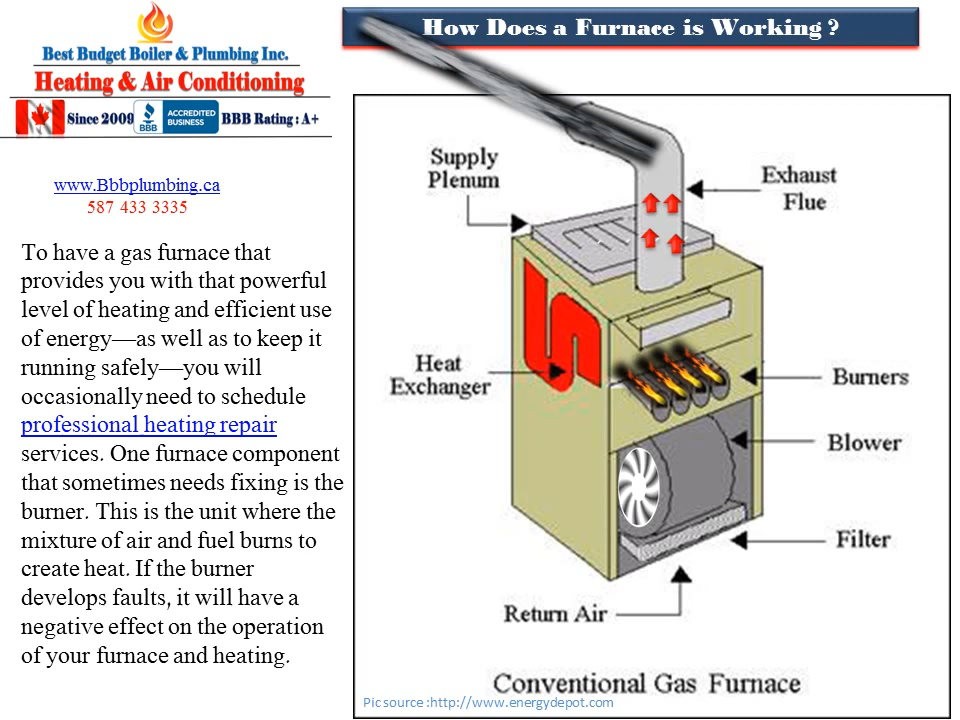 Best Budget Boiler & Plumbing Inc.
Heating & Air Conditioning
Since 2009 BBB ACCREDITED BUSINESS BBB Rating : A+
www.Bbbplumbing.ca
587 433 3335
To have a gas furnace that
provides you with that powerful
level of heating and efficient use
of energy—as well as to keep it
running safely—you will
occasionally need to schedule
professional heating repair
services. One furnace component
that sometimes needs fixing is the
burner. This is the unit where the
mixture of air and fuel burns to
create heat. If the burner
develops faults, it will have a
negative effect on the operation
of your furnace and heating.
How Does a Furnace is Working ?
Supply
Plenum
Exhaust
Flue
Heat
Exchanger
Burners
Blower
Filter
Return Air
Conventional Gas Furnace
Pic source :http://www.energydepot.com